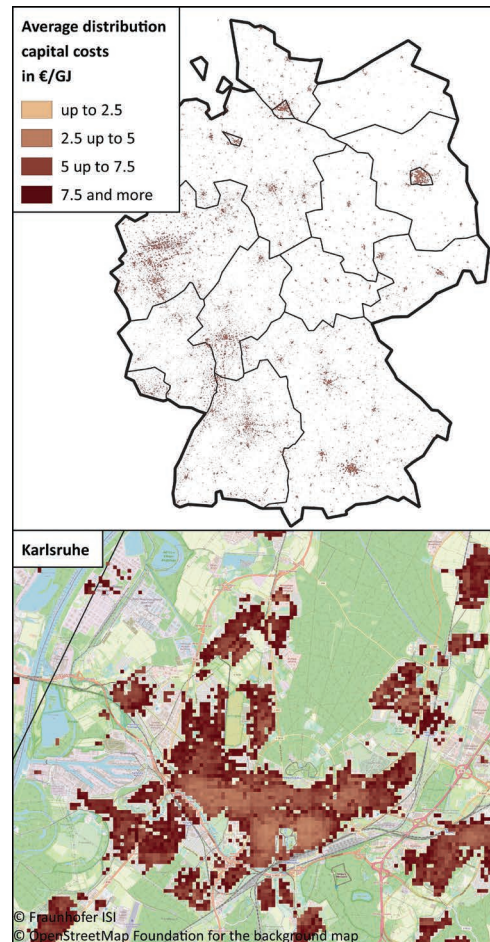 Average distribution
capital costs
in €/GJ
up to 2.5
2.5 up to 5
5 up to 7.5
7.5 and more
Karlsruhe
© Fraunhofer ISI
© OpenStreetMap Foundation for the background map